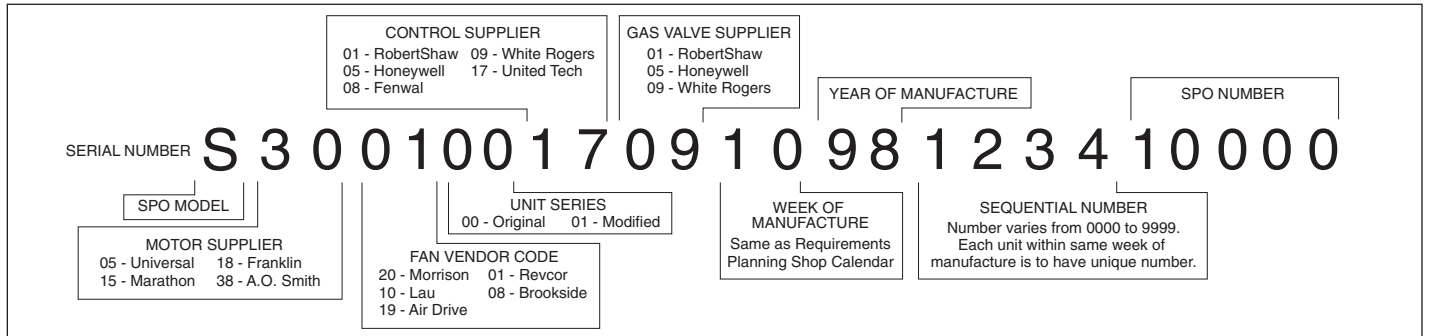 CONTROL SUPPLIER
01 - RobertShaw 09 - White Rogers
05 - Honeywell 17 - United Tech
08 - Fenwal
GAS VALVE SUPPLIER
01 - RobertShaw
05 - Honeywell
09 - White Rogers
YEAR OF MANUFACTURE
SPO NUMBER
SERIAL NUMBER S 3 0 0 1 0 0 1 7 0 9 1 0 9 8 1 2 3 4 1 0 0 0 0
SPO MODEL
MOTOR SUPPLIER
05 - Universal 18 - Franklin
15 - Marathon 38 - A.O. Smith
UNIT SERIES
00 - Original 01 - Modified
FAN VENDOR CODE
20 - Morrison 01 - Revcor
10 - Lau 08 - Brookside
19 - Air Drive
WEEK OF
MANUFACTURE
Same as Requirements
Planning Shop Calendar
SEQUENTIAL NUMBER
Number varies from 0000 to 9999.
Each unit within same week of
manufacture is to have unique number.